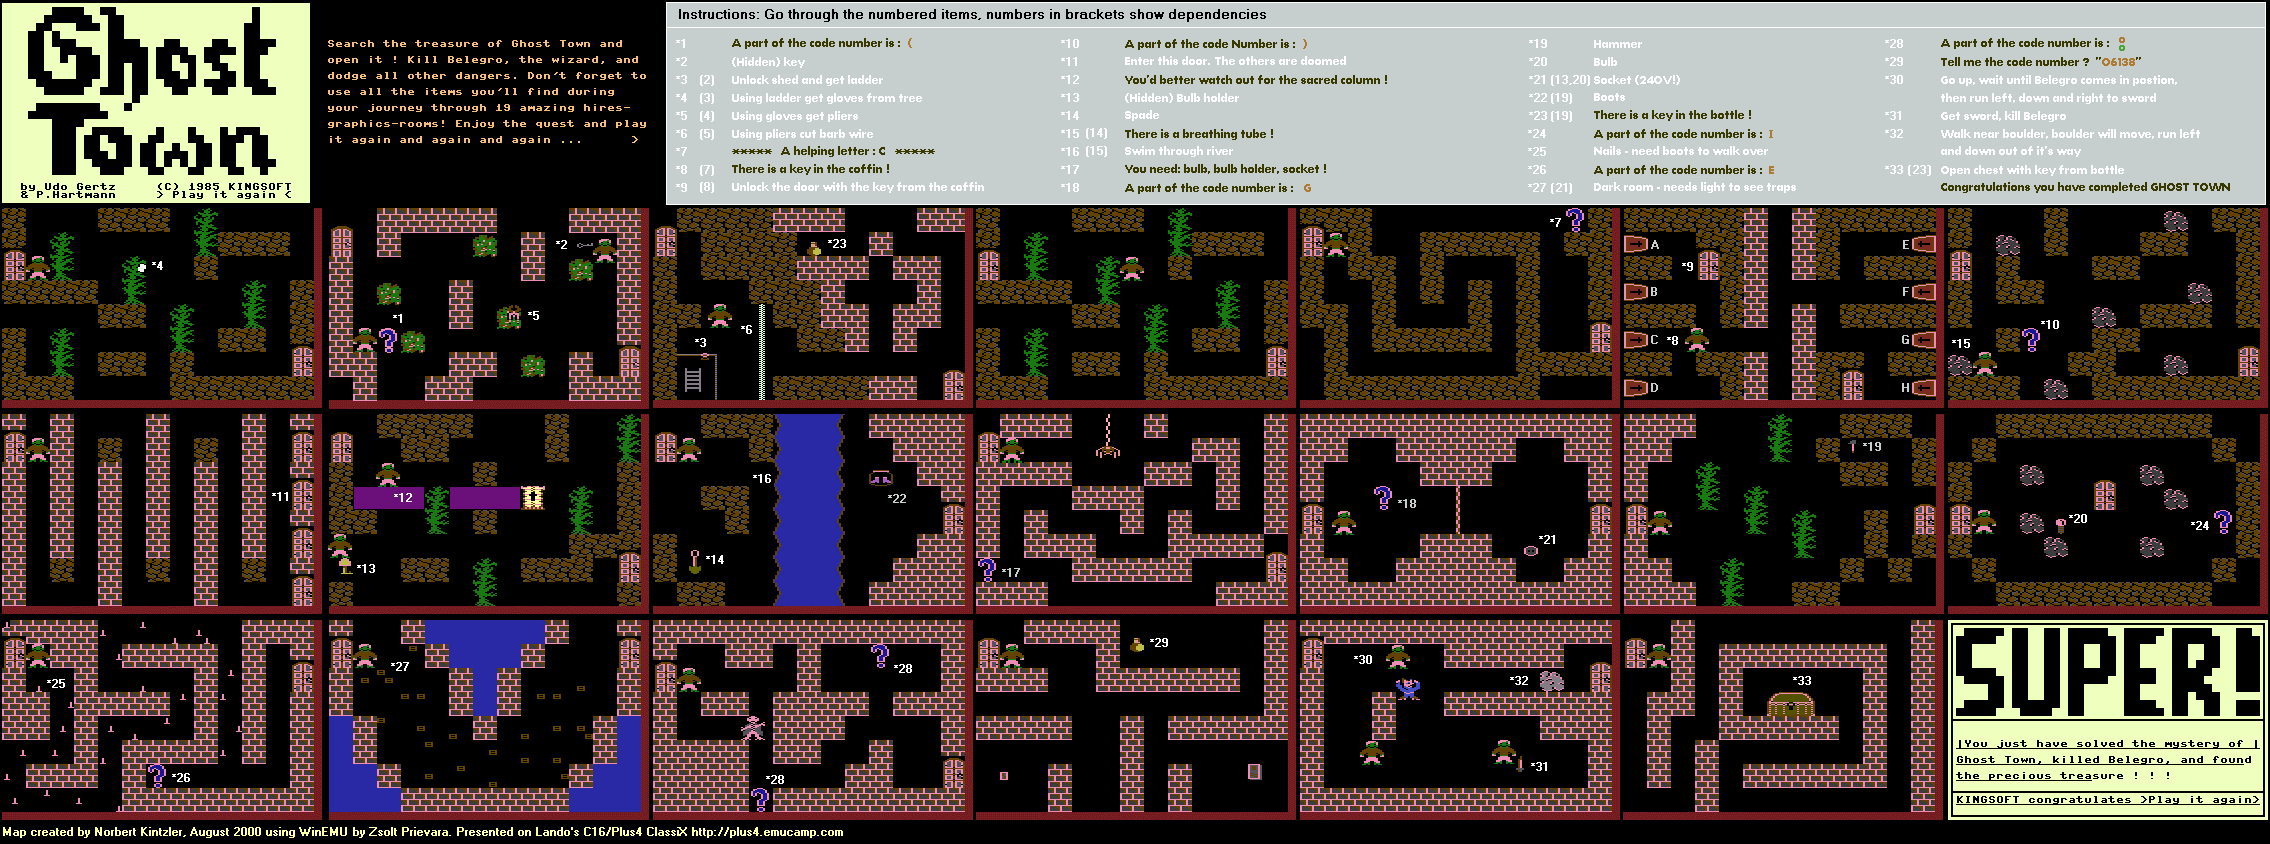 Ghost
Town
by Udo Gertz (C) 1985 KINGSOFT
& P.Hartmann > Play it again <
Search the treasure of Ghost Town and
open it ! Kill Belegro, the wizard, and
dodge all other dangers. Don't forget to
use all the items you'll find during
your journey through 19 amazing hires-
graphics-rooms! Enjoy the quest and play
it again and again and again ... >
Instructions: Go through the numbered items, numbers in brackets show dependencies
*1 A part of the code number is : (
*2 (Hidden) key
*3 (2) Unlock shed and get ladder
*4 (3) Using ladder get gloves from tree
*5 (4) Using gloves get pliers
*6 (5) Using pliers cut barb wire
*7 ***** A helping letter : C *****
*8 (7) There is a key in the coffin !
*9 (8) Unlock the door with the key from the coffin
*10 A part of the code Number is : )
*11 Enter this door. The others are doomed
*12 You'd better watch out for the sacred column !
*13 (Hidden) Bulb holder
*14 Spade
*15 (14) There is a breathing tube !
*16 (15) Swim through river
*17 You need: bulb, bulb holder, socket !
*18 A part of the code number is : G
*19 Hammer
*20 Bulb
*21 (13,20) Socket (240V!)
*22 (19) Boots
*23 (19) There is a key in the bottle !
*24 A part of the code number is : I
*25 Nails - need boots to walk over
*26 A part of the code number is : E
*27 (21) Dark room - needs light to see traps
*28 A part of the code number is : 8
*29 Tell me the code number ? "06138"
*30 Go up, wait until Belegro comes in postion,
then run left, down and right to sword
*31 Get sword, kill Belegro
*32 Walk near boulder, boulder will move, run left
and down out of it's way
*33 (23) Open chest with key from bottle
Congratulations you have completed GHOST TOWN
*4
*2
*1
*5
*23
*6
*3
*7
A
E
*9
B
F
C
*8
G
D
H
*10
*15
*11
*12
*13
*16
*22
*14
*17
*18
*21
*19
*20
*24
*25
*26
*27
*28
*28
*29
*30
*32
*31
*33
SUPER!
|You just have solved the mystery of |
Ghost Town, killed Belegro, and found
the precious treasure ! ! !
KINGSOFT congratulates >Play it again>
Map created by Norbert Kintzler, August 2000 using WinEMU by Zsolt Prievara. Presented on Lando's C16/Plus4 ClassiX http://plus4.emucamp.com